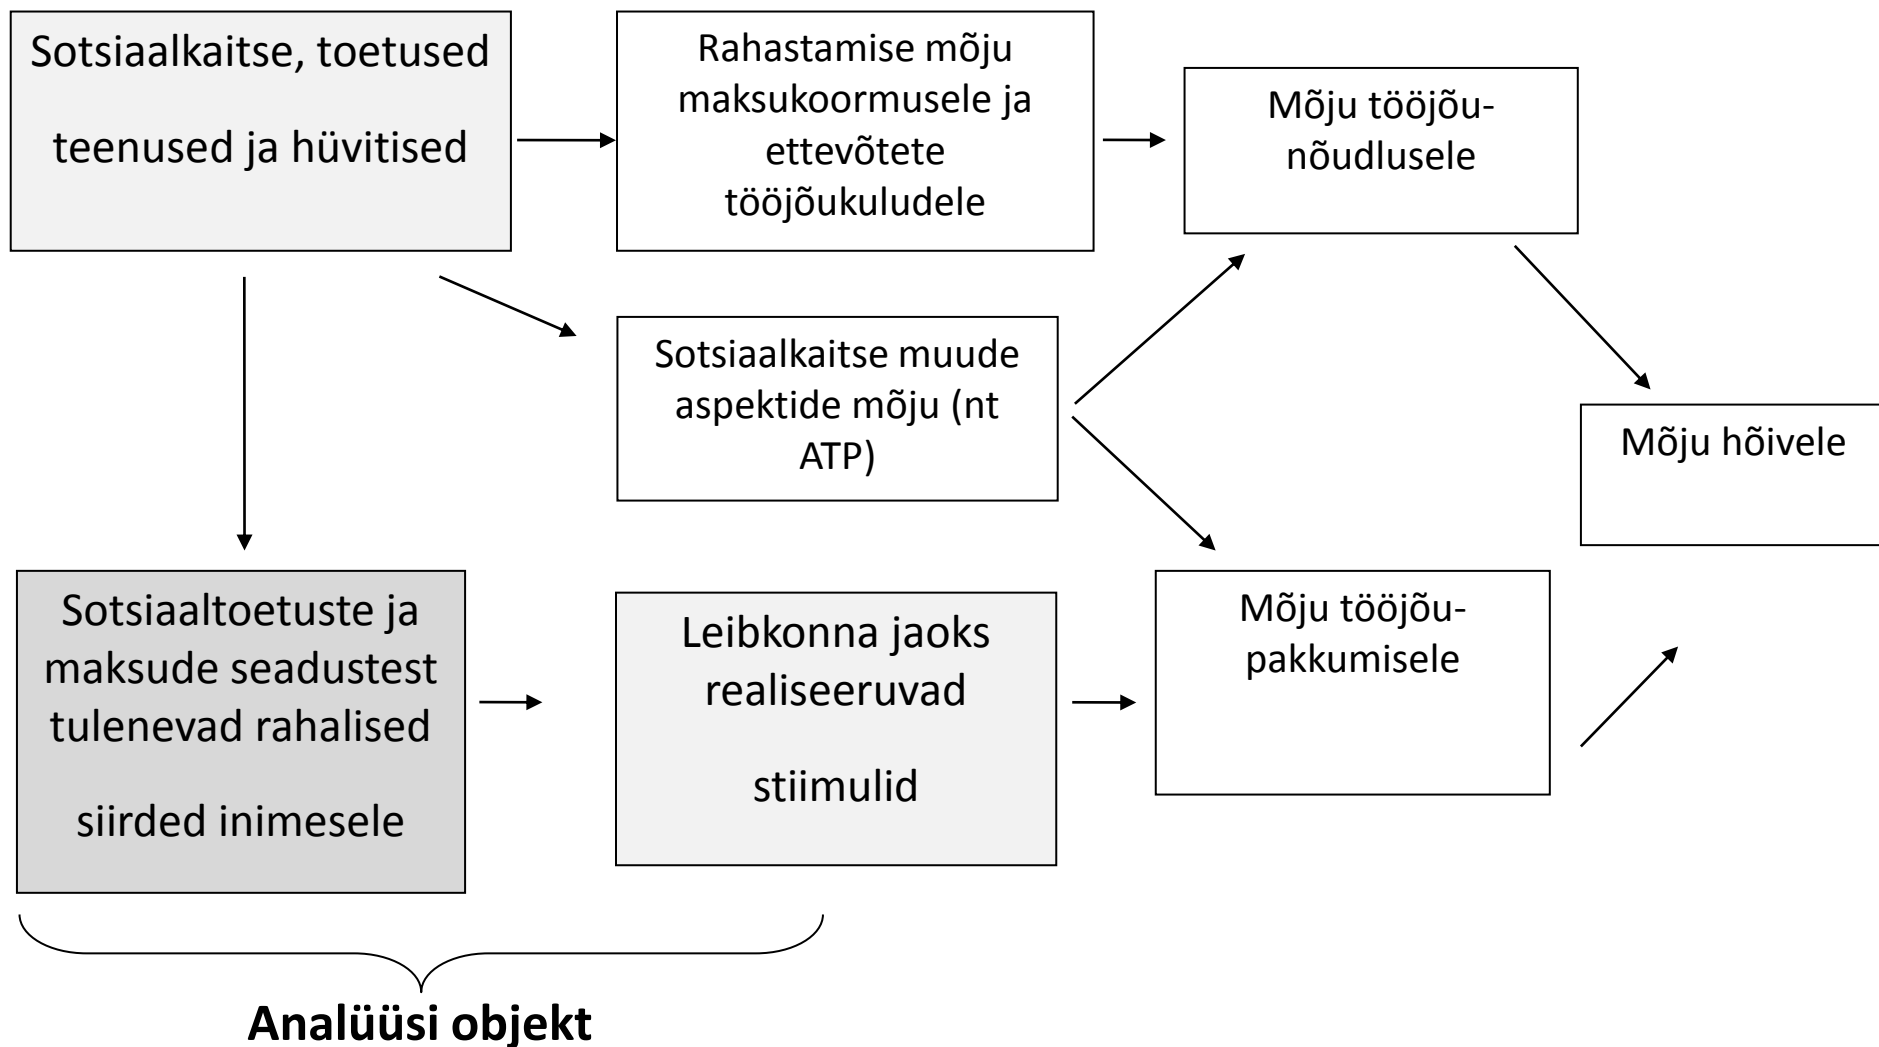 Sotsiaalkaitse, toetused
teenused ja hüvitised
Rahastamise mõju
maksukoormusele ja
ettevõtete
tööjõukuludele
Mõju tööjõu-
nõudlusele
Sotsiaalkaitse muude
aspektide mõju (nt
ATP)
Mõju hõivele
Sotsiaaltoetuste ja
maksude seadustest
tulenevad rahalised
siirded inimesele
Leibkonna jaoks
realiseeruvad
stiimulid
Mõju tööjõu-
pakkumisele
Analüüsi objekt